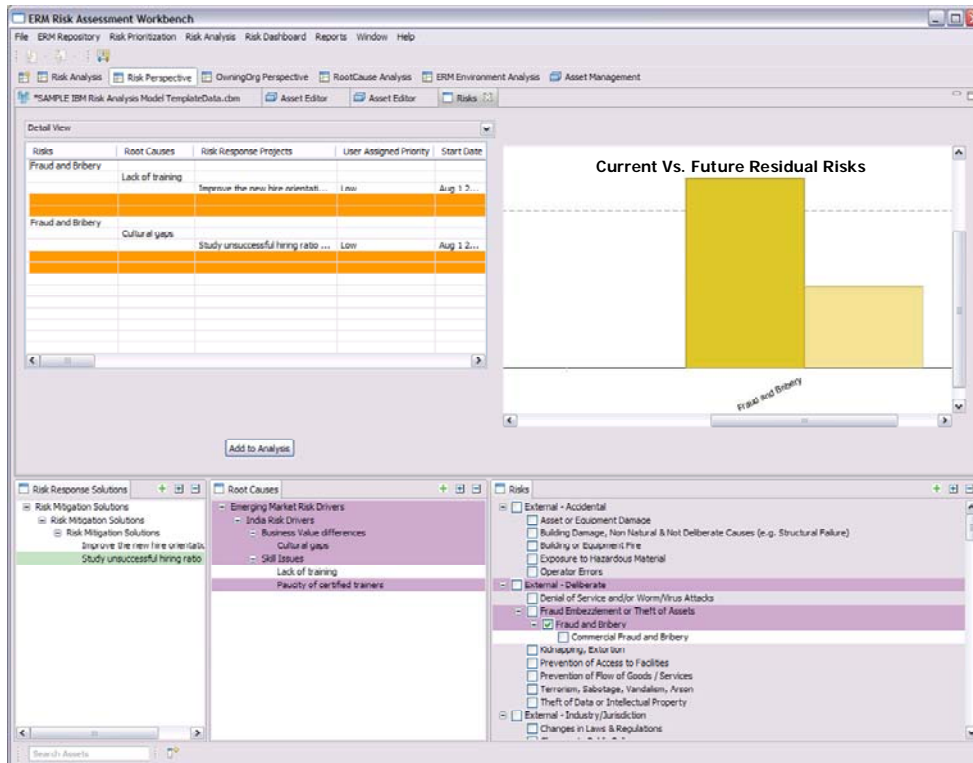 ERM Risk Assessment Workbench
File ERM Repository Risk Prioritization Risk Analysis Risk Dashboard Reports Window Help
Risk Analysis Risk Perspective OwningOrg Perspective RootCause Analysis ERM Environment Analysis Asset Management
*SAMPLE IBM Risk Analysis Model TemplateData.cbm Asset Editor Asset Editor Risks
Detail View
Risks Root Causes Risk Response Projects User Assigned Priority Start Date
Fraud and Bribery
Lack of training
Improve the new hire orientati... Low Aug 1 2...
Fraud and Bribery
Cultural gaps
Study unsuccessful hiring ratio ... Low Aug 1 2...
Current Vs. Future Residual Risks
Fraud and Bribery
Add to Analysis
Risk Response Solutions
Risk Mitigation Solutions
Risk Mitigation Solutions
Risk Mitigation Solutions
Improve the new hire orientatic
Study unsuccessful hiring ratio
Root Causes
Emerging Market Risk Drivers
India Risk Drivers
Business Value differences
Cultural gaps
Skill Issues
Lack of training
Paucity of certified trainers
Risks
External - Accidental
Asset or Equipment Damage
Building Damage, Non Natural & Not Deliberate Causes (e.g. Structural Failure)
Building or Equipment Fire
Exposure to Hazardous Material
Operator Errors
External - Deliberate
Denial of Service and/or Worm/Virus Attacks
Fraud Embezzlement or Theft of Assets
Fraud and Bribery
Commercial Fraud and Bribery
Kidnapping, Extortion
Prevention of Access to Facilities
Prevention of Flow of Goods / Services
Terrorism, Sabotage, Vandalism, Arson
Theft of Data or Intellectual Property
External - Industry/Jurisdiction
Changes in Laws & Regulations
Search Assets